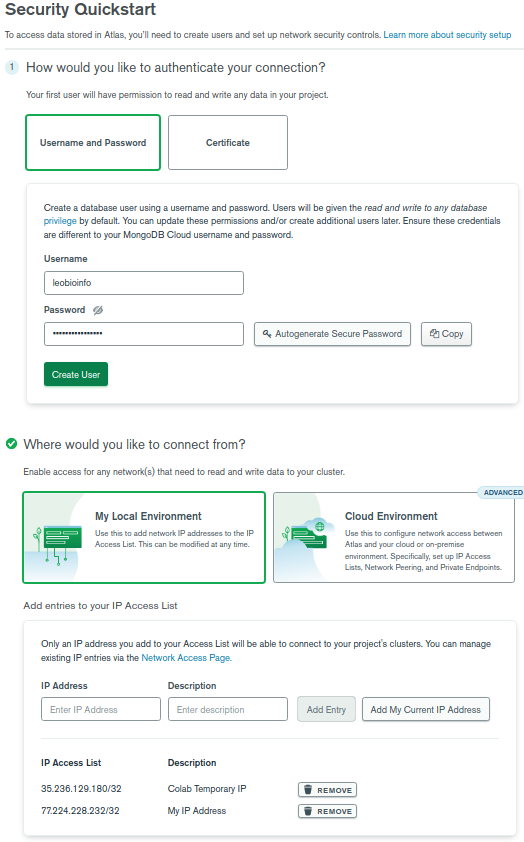 Security Quickstart
To access data stored in Atlas, you'll need to create users and set up network security controls. Learn more about security setup
1 How would you like to authenticate your connection?
Your first user will have permission to read and write any data in your project.
Username and Password
Certificate
Create a database user using a username and password. Users will be given the read and write to any database
privilege by default. You can update these permissions and/or create additional users later. Ensure these credentials
are different to your MongoDB Cloud username and password.
Username
leobioinfo
Password
••••••••••••••••
Autogenerate Secure Password
Copy
Create User
Where would you like to connect from?
Enable access for any network(s) that need to read and write data to your cluster.
My Local Environment
Use this to add network IP addresses to the IP
Access List. This can be modified at any time.
ADVANCED
Cloud Environment
Use this to configure network access between
Atlas and your cloud or on-premise
environment. Specifically, set up IP Access
Lists, Network Peering, and Private Endpoints.
Add entries to your IP Access List
Only an IP address you add to your Access List will be able to connect to your project's clusters. You can manage
existing IP entries via the Network Access Page.
IP Address Description
Enter IP Address Enter description Add Entry Add My Current IP Address
IP Access List Description
35.236.129.180/32 Colab Temporary IP REMOVE
77.224.228.232/32 My IP Address REMOVE